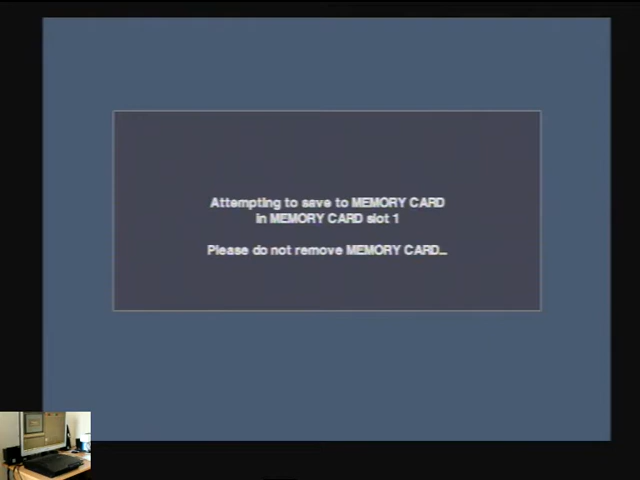 Attempting to save to MEMORY CARD
in MEMORY CARD slot 1
Please do not remove MEMORY CARD...